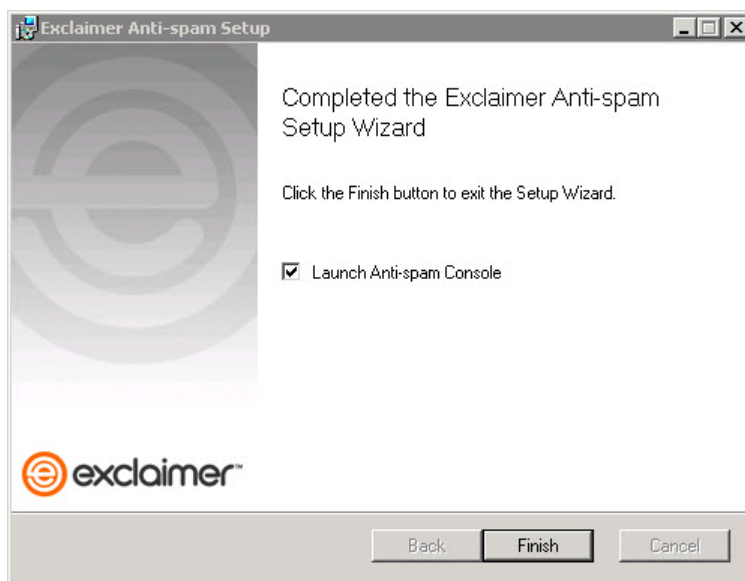 Exclaimer Anti-spam Setup
Completed the Exclaimer Anti-spam
Setup Wizard
Click the Finish button to exit the Setup Wizard.
Launch Anti-spam Console
exclaimer™
Back
Finish
Cancel